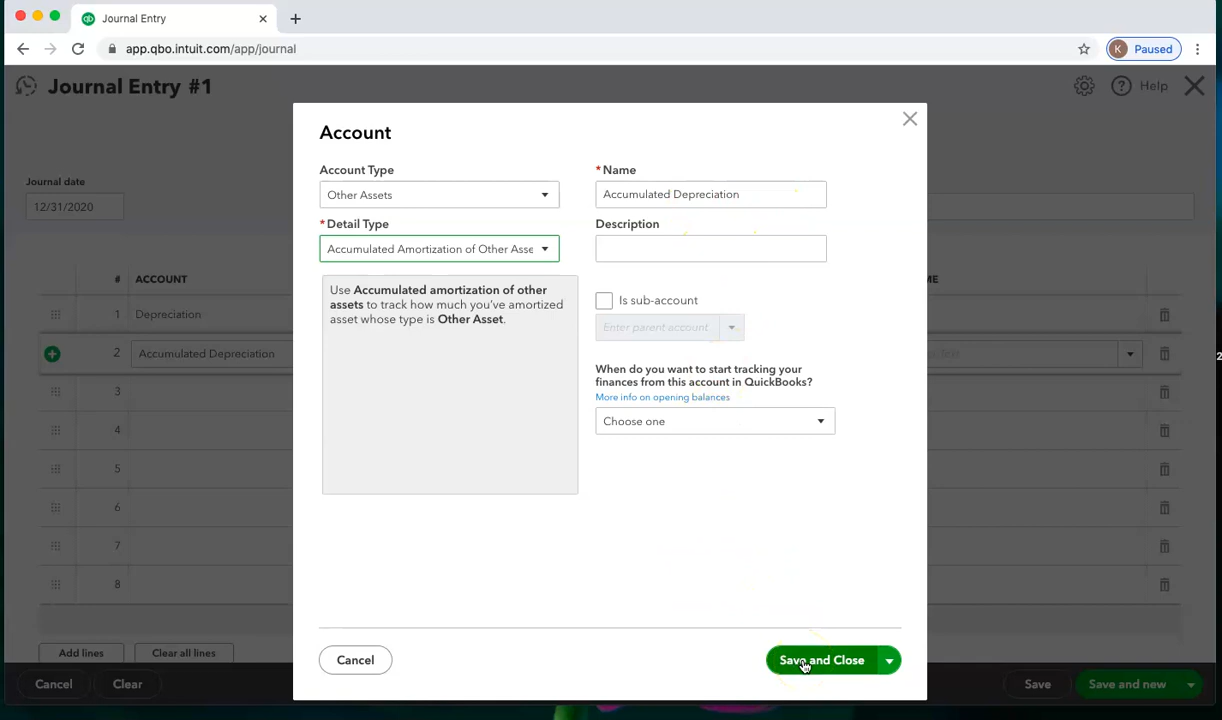 Journal Entry
app.qbo.intuit.com/app/journal
K Paused
Journal Entry #1
Help
Journal date
12/31/2020
# ACCOUNT
1 Depreciation
2 Accumulated Depreciation
3
4
5
6
7
8
Add lines Clear all lines
Cancel Clear
Save Save and new
Account
Account Type
Other Assets
*Detail Type
Accumulated Amortization of Other Asse
Use Accumulated amortization of other
assets to track how much you've amortized
asset whose type is Other Asset.
*Name
Accumulated Depreciation
Description
Is sub-account
Enter parent account
When do you want to start tracking your
finances from this account in QuickBooks?
More info on opening balances
Choose one
Cancel
Save and Close